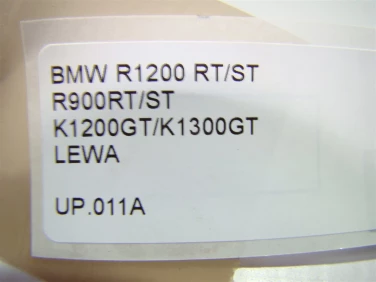 BMW R1200 RT/ST
R900RT/ST
K1200GT/K1300GT
LEWA
UP.011A